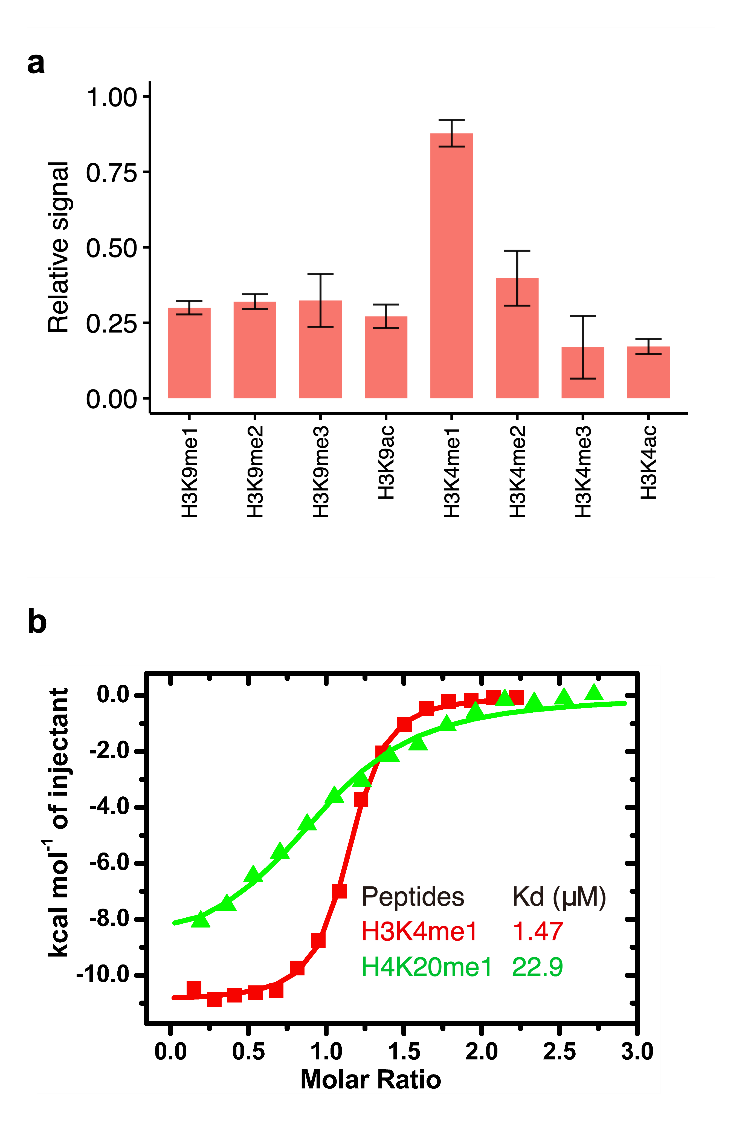 a
1.00
0.75
0.50
0.25
0.00
Relative signal
H3K9me1
H3K9me2
H3K9me3
H3K9ac
H3K4me1
H3K4me2
H3K4me3
H3K4ac
b
0.0
-2.0
-4.0
-6.0
-8.0
-10.0
kcal mol⁻¹ of injectant
Peptides Kd (μM)
H3K4me1 1.47
H4K20me1 22.9
0.0 0.5 1.0 1.5 2.0 2.5 3.0
Molar Ratio